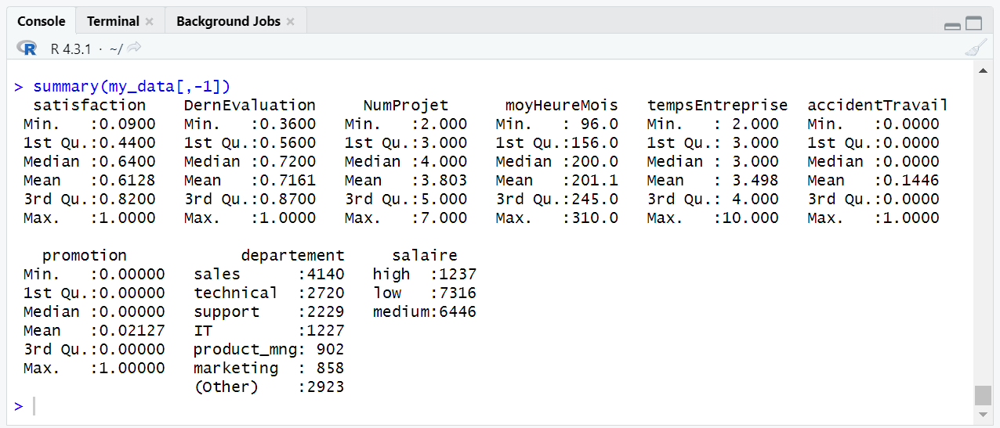 Console Terminal Background Jobs
R 4.3.1 · ~/
> summary(my_data[,-1])
  satisfaction    DernEvaluation     NumProjet      moyHeureMois   tempsEntreprise  accidentTravail
 Min.   :0.0900  Min.   :0.3600   Min.   :2.000   Min.   : 96.0   Min.   : 2.000   Min.   :0.0000
 1st Qu.:0.4400  1st Qu.:0.5600   1st Qu.:3.000   1st Qu.:156.0   1st Qu.: 3.000   1st Qu.:0.0000
 Median :0.6400  Median :0.7200   Median :4.000   Median :200.0   Median : 3.000   Median :0.0000
 Mean   :0.6128  Mean   :0.7161   Mean   :3.803   Mean   :201.1   Mean   : 3.498   Mean   :0.1446
 3rd Qu.:0.8200  3rd Qu.:0.8700   3rd Qu.:5.000   3rd Qu.:245.0   3rd Qu.: 4.000   3rd Qu.:0.0000
 Max.   :1.0000  Max.   :1.0000   Max.   :7.000   Max.   :310.0   Max.   :10.000   Max.   :1.0000
   promotion            departement     salaire
 Min.   :0.00000   sales      :4140   high  :1237
 1st Qu.:0.00000   technical  :2720   low   :7316
 Median :0.00000   support    :2229   medium:6446
 Mean   :0.02127   IT         :1227
 3rd Qu.:0.00000   product_mng: 902
 Max.   :1.00000   marketing  : 858
                   (Other)    :2923
>